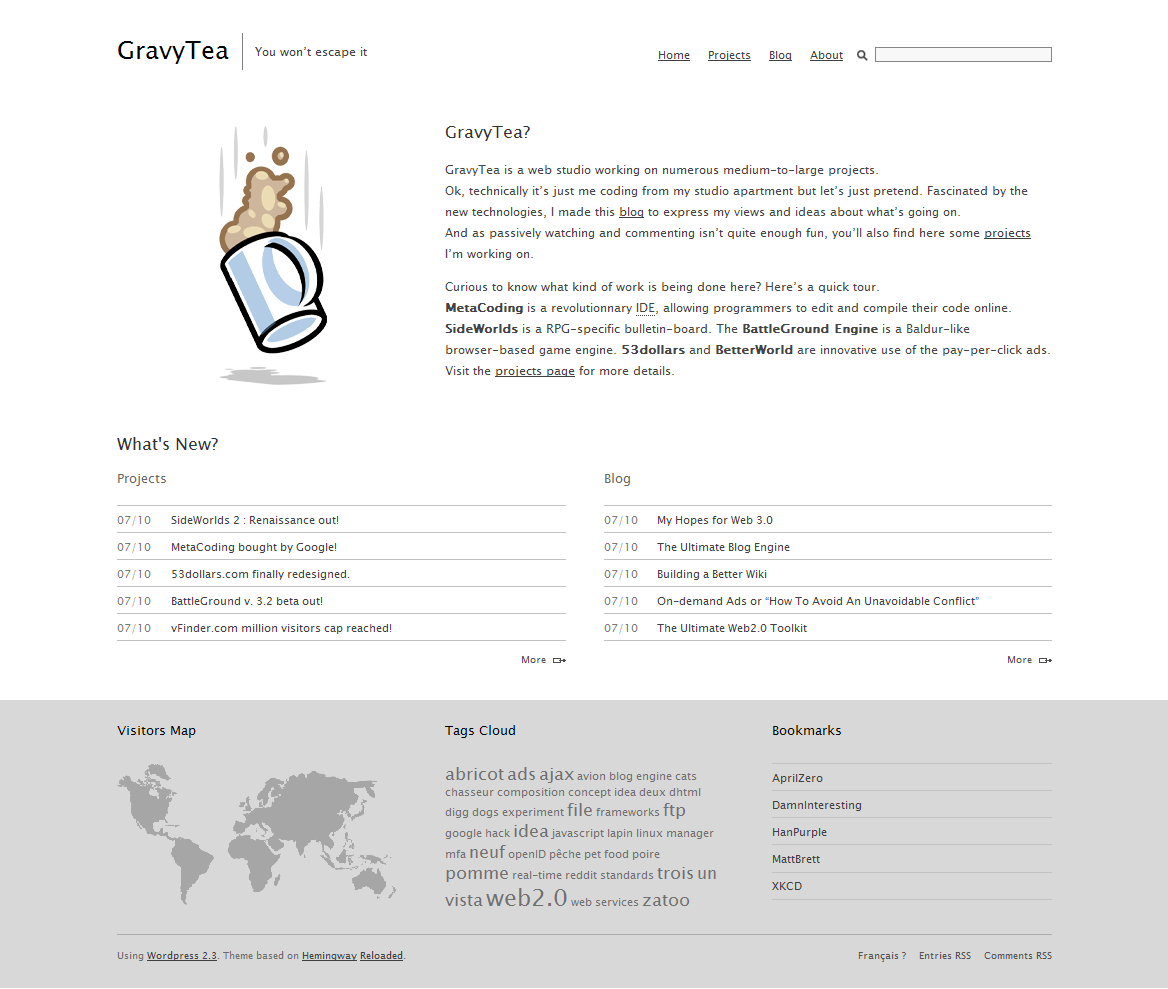 GravyTea
You won't escape it
Home Projects Blog About
GravyTea?
GravyTea is a web studio working on numerous medium-to-large projects.
Ok, technically it's just me coding from my studio apartment but let's just pretend. Fascinated by the
new technologies, I made this blog to express my views and ideas about what's going on.
And as passively watching and commenting isn't quite enough fun, you'll also find here some projects
I'm working on.
Curious to know what kind of work is being done here? Here's a quick tour.
MetaCoding is a revolutionnary IDE, allowing programmers to edit and compile their code online.
SideWorlds is a RPG-specific bulletin-board. The BattleGround Engine is a Baldur-like
browser-based game engine. 53dollars and BetterWorld are innovative use of the pay-per-click ads.
Visit the projects page for more details.
What's New?
Projects
07/10 SideWorlds 2 : Renaissance out!
07/10 MetaCoding bought by Google!
07/10 53dollars.com finally redesigned.
07/10 BattleGround v. 3.2 beta out!
07/10 vFinder.com million visitors cap reached!
More
Blog
07/10 My Hopes for Web 3.0
07/10 The Ultimate Blog Engine
07/10 Building a Better Wiki
07/10 On-demand Ads or “How To Avoid An Unavoidable Conflict”
07/10 The Ultimate Web2.0 Toolkit
More
Visitors Map
Tags Cloud
abricot ads ajax avion blog engine cats
chasseur composition concept idea deux dhtml
digg dogs experiment file frameworks ftp
google hack idea javascript lapin linux manager
mfa neuf openID pêche pet food poire
pomme real-time reddit standards trois un
vista web2.0 web services zatoo
Bookmarks
AprilZero
DamnInteresting
HanPurple
MattBrett
XKCD
Using Wordpress 2.3. Theme based on Hemingway Reloaded.
Français ? Entries RSS Comments RSS